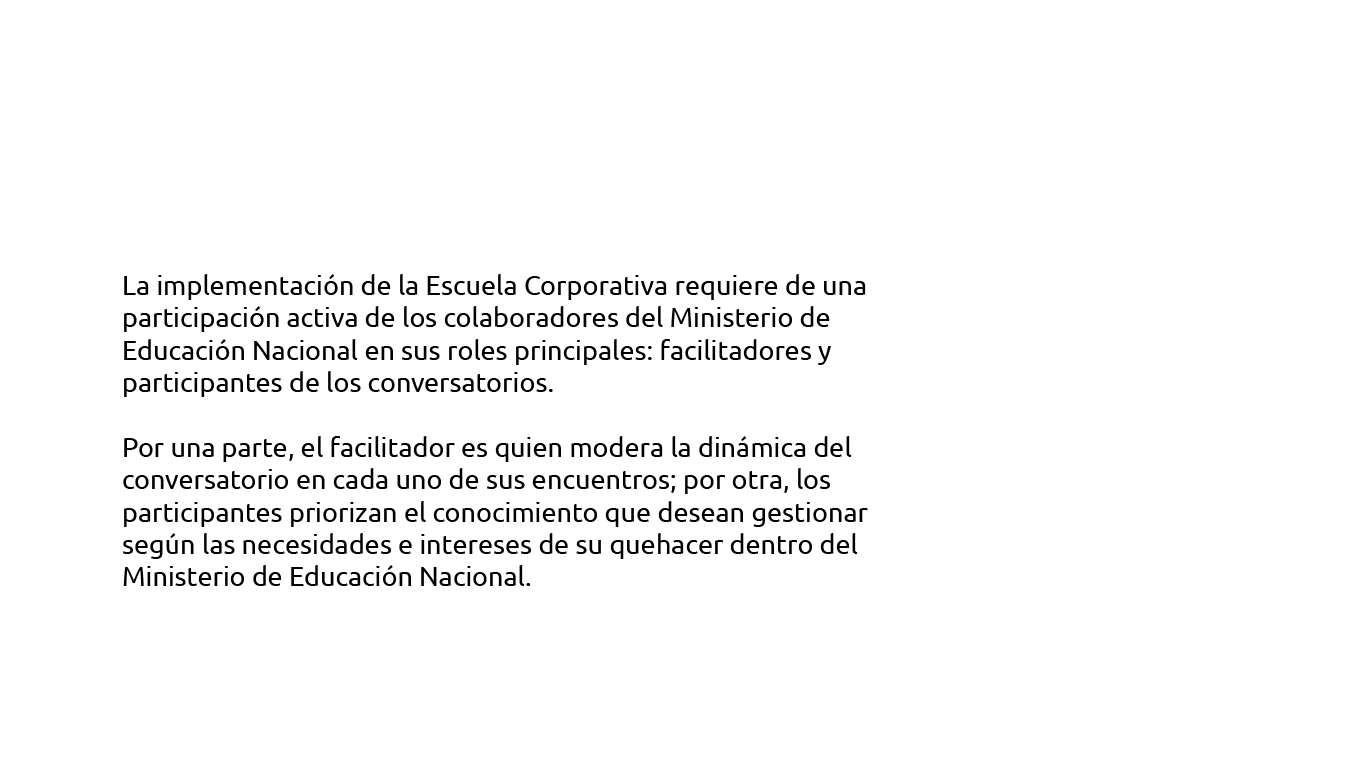 La implementación de la Escuela Corporativa requiere de una
participación activa de los colaboradores del Ministerio de
Educación Nacional en sus roles principales: facilitadores y
participantes de los conversatorios.
Por una parte, el facilitador es quien modera la dinámica del
conversatorio en cada uno de sus encuentros; por otra, los
participantes priorizan el conocimiento que desean gestionar
según las necesidades e intereses de su quehacer dentro del
Ministerio de Educación Nacional.